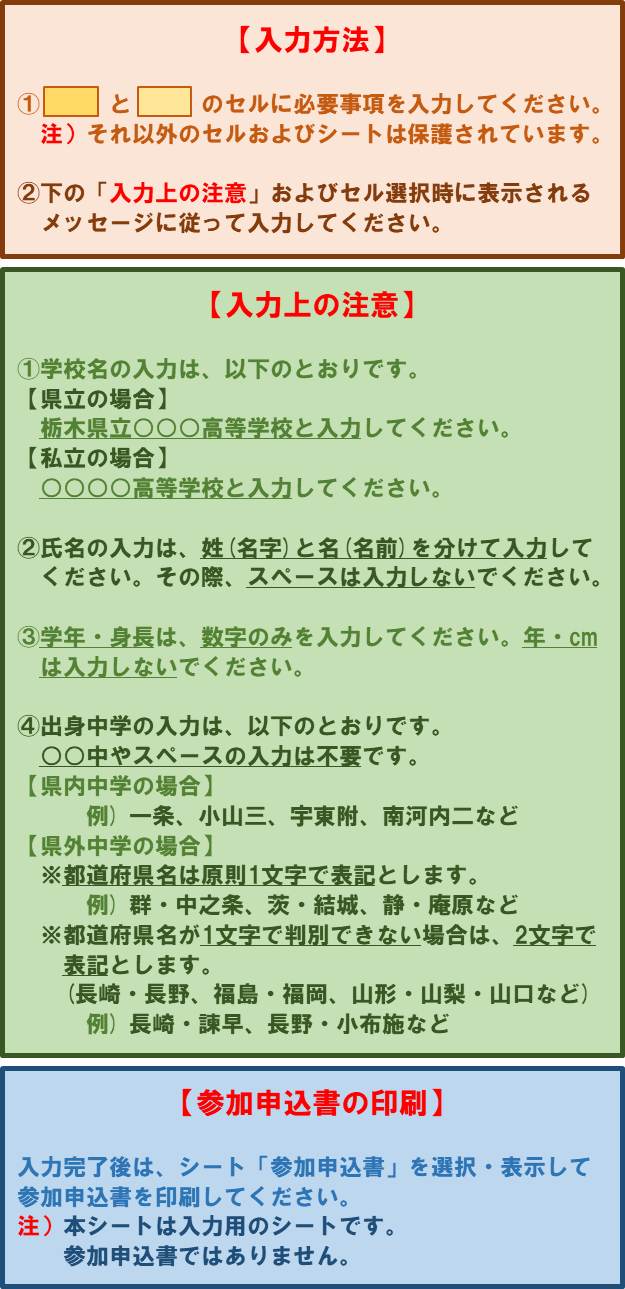 【入力方法】
① と のセルに必要事項を入力してください。
注）それ以外のセルおよびシートは保護されています。
②下の「入力上の注意」およびセル選択時に表示される
メッセージに従って入力してください。
【入力上の注意】
①学校名の入力は、以下のとおりです。
【県立の場合】
栃木県立〇〇〇高等学校と入力してください。
【私立の場合】
〇〇〇〇高等学校と入力してください。
②氏名の入力は、姓(名字)と名(名前)を分けて入力して
ください。その際、スペースは入力しないでください。
③学年・身長は、数字のみを入力してください。年・cm
は入力しないでください。
④出身中学の入力は、以下のとおりです。
〇〇中やスペースの入力は不要です。
【県内中学の場合】
例）一条、小山三、宇東附、南河内二など
【県外中学の場合】
※都道府県名は原則1文字で表記とします。
例）群・中之条、茨・結城、静・庵原など
※都道府県名が1文字で判別できない場合は、2文字で
表記とします。
(長崎・長野、福島・福岡、山形・山梨・山口など)
例）長崎・諫早、長野・小布施など
【参加申込書の印刷】
入力完了後は、シート「参加申込書」を選択・表示して
参加申込書を印刷してください。
注）本シートは入力用のシートです。
参加申込書ではありません。